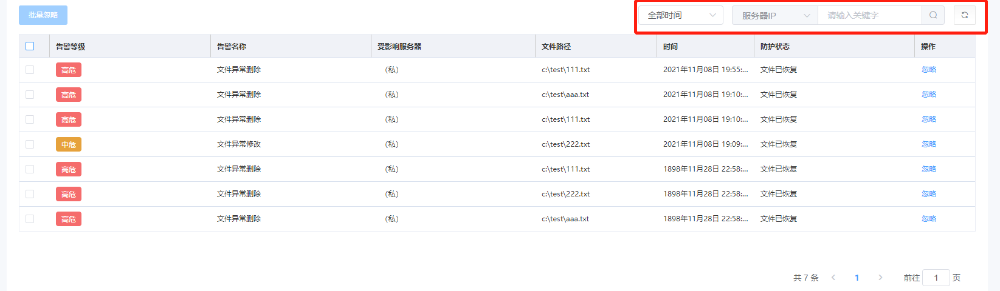 批量忽略 全部时间 服务器IP 请输入关键字
告警等级 告警名称 受影响服务器 文件路径 时间 防护状态 操作
高危 文件异常删除 (私) c:\test\111.txt 2021年11月08日 19:55:... 文件已恢复 忽略
高危 文件异常删除 (私) c:\test\aaa.txt 2021年11月08日 19:10:... 文件已恢复 忽略
高危 文件异常删除 (私) c:\test\111.txt 2021年11月08日 19:10:... 文件已恢复 忽略
中危 文件异常修改 (私) c:\test\222.txt 2021年11月08日 19:09:... 文件已恢复 忽略
高危 文件异常删除 (私) c:\test\111.txt 1898年11月28日 22:58:... 文件已恢复 忽略
高危 文件异常删除 (私) c:\test\222.txt 1898年11月28日 22:58:... 文件已恢复 忽略
高危 文件异常删除 (私) c:\test\aaa.txt 1898年11月28日 22:58:... 文件已恢复 忽略
共 7 条 < 1 > 前往 1 页